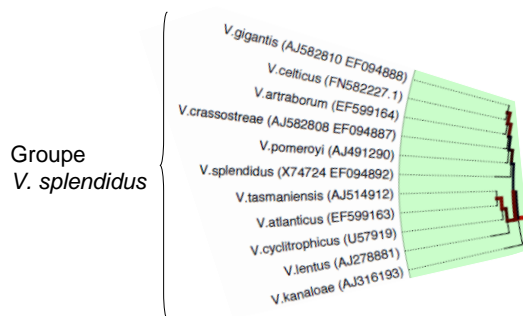 V.gigantis (AJ582810 EF094888)
V.celticus (FN582227.1)
V.artraborum (EF599164)
V.crassostreae (AJ582808 EF094887)
V.pomeroyi (AJ491290)
V.splendidus (X74724 EF094892)
V.tasmaniensis (AJ514912)
V.atlanticus (EF599163)
V.cyclitrophicus (U57919)
V.lentus (AJ278881)
V.kanaloae (AJ316193)
Groupe
V. splendidus